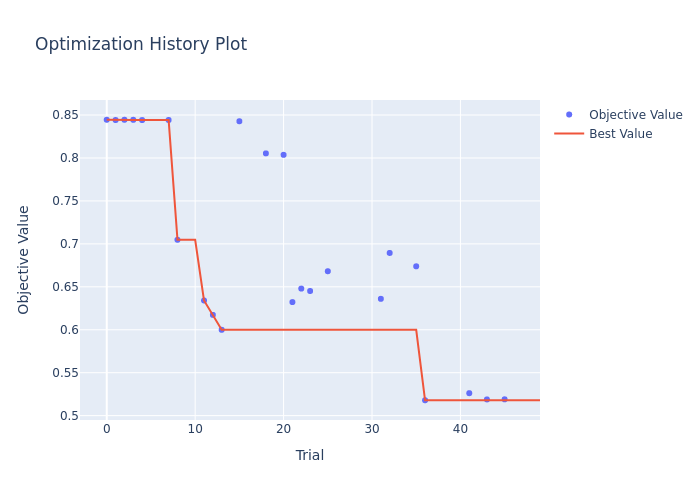 Optimization History Plot
0.85
0.8
0.75
0.7
0.65
0.6
0.55
0.5
0 10 20 30 40
Trial
Objective Value
Objective Value
Best Value